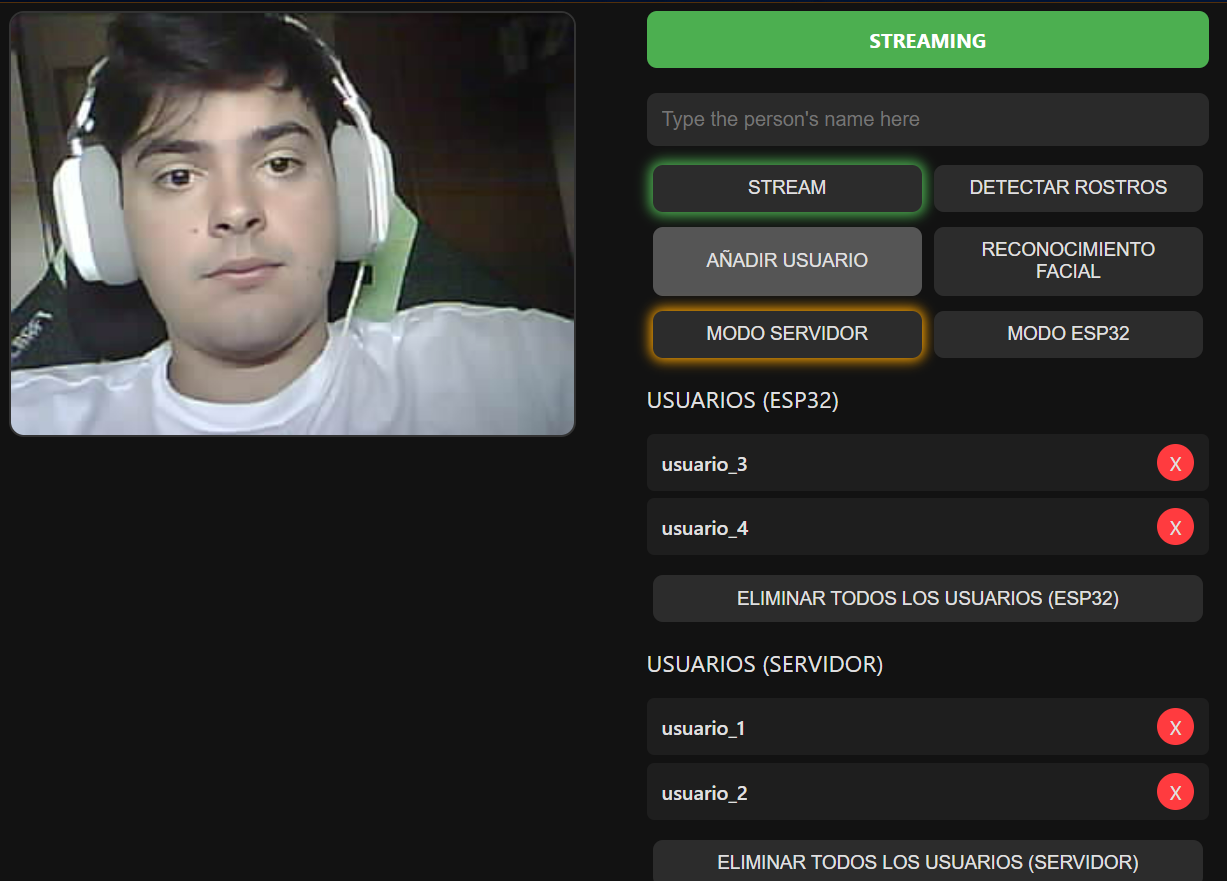 STREAMING
Type the person's name here
STREAM
DETECTAR ROSTROS
AÑADIR USUARIO
RECONOCIMIENTO
FACIAL
MODO SERVIDOR
MODO ESP32
USUARIOS (ESP32)
usuario_3
X
usuario_4
X
ELIMINAR TODOS LOS USUARIOS (ESP32)
USUARIOS (SERVIDOR)
usuario_1
X
usuario_2
X
ELIMINAR TODOS LOS USUARIOS (SERVIDOR)